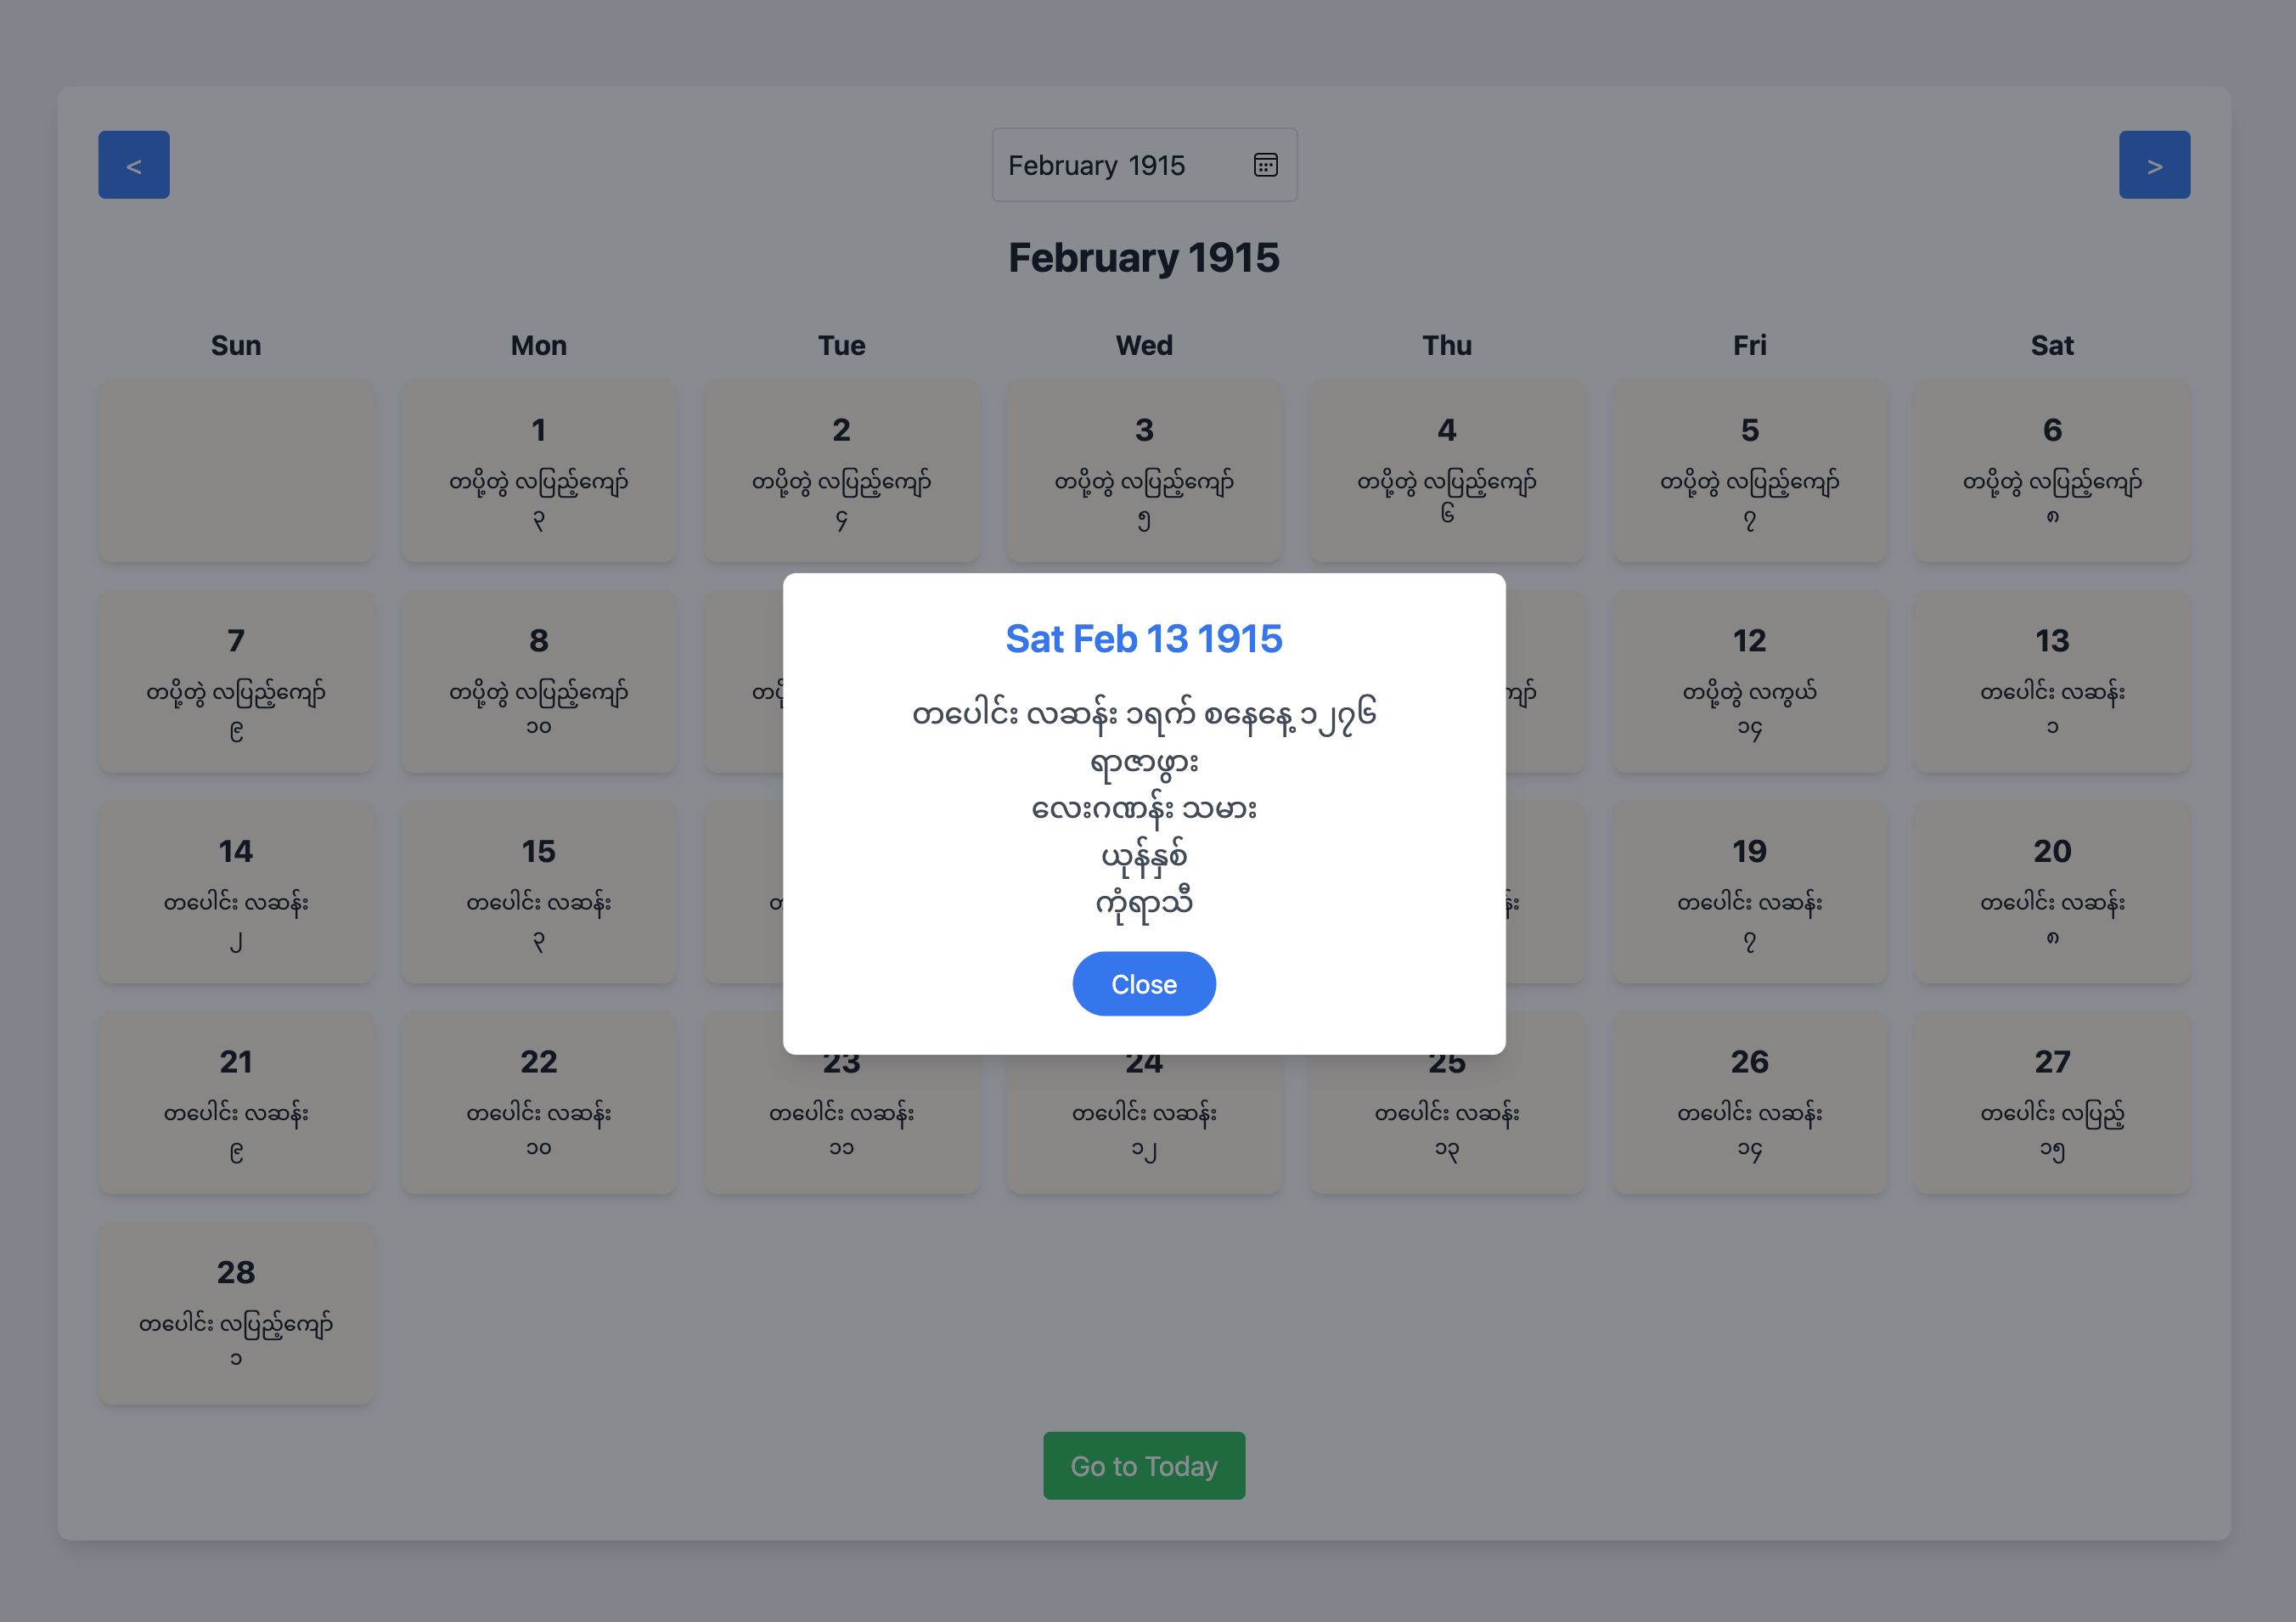 <
February 1915
>
February 1915
Sun Mon Tue Wed Thu Fri Sat
1 2 3 4 5 6
တပို့တွဲ လပြည့်ကျော် တပို့တွဲ လပြည့်ကျော် တပို့တွဲ လပြည့်ကျော် တပို့တွဲ လပြည့်ကျော် တပို့တွဲ လပြည့်ကျော် တပို့တွဲ လပြည့်ကျော်
၃ ၄ ၅ ၆ ၇ ၈
7 8 12 13
တပို့တွဲ လပြည့်ကျော် တပို့တွဲ လပြည့်ကျော် တပို့တွဲ လကွယ် တပေါင်း လဆန်း
၉ ၁၀ ၁၄ ၁
Sat Feb 13 1915
တပေါင်း လဆန်း ၁ရက် စနေနေ့ ၁၂၇၆
ရာဇာဖွား
လေးဂဏန်း သမား
ယုန်နှစ်
ကုံရာသီ
Close
14 15 19 20
တပေါင်း လဆန်း တပေါင်း လဆန်း တပေါင်း လဆန်း တပေါင်း လဆန်း
၂ ၃ ၇ ၈
21 22 23 24 25 26 27
တပေါင်း လဆန်း တပေါင်း လဆန်း တပေါင်း လဆန်း တပေါင်း လဆန်း တပေါင်း လဆန်း တပေါင်း လဆန်း တပေါင်း လပြည့်
၉ ၁၀ ၁၁ ၁၂ ၁၃ ၁၄ ၁၅
28
တပေါင်း လပြည့်ကျော်
၁
Go to Today